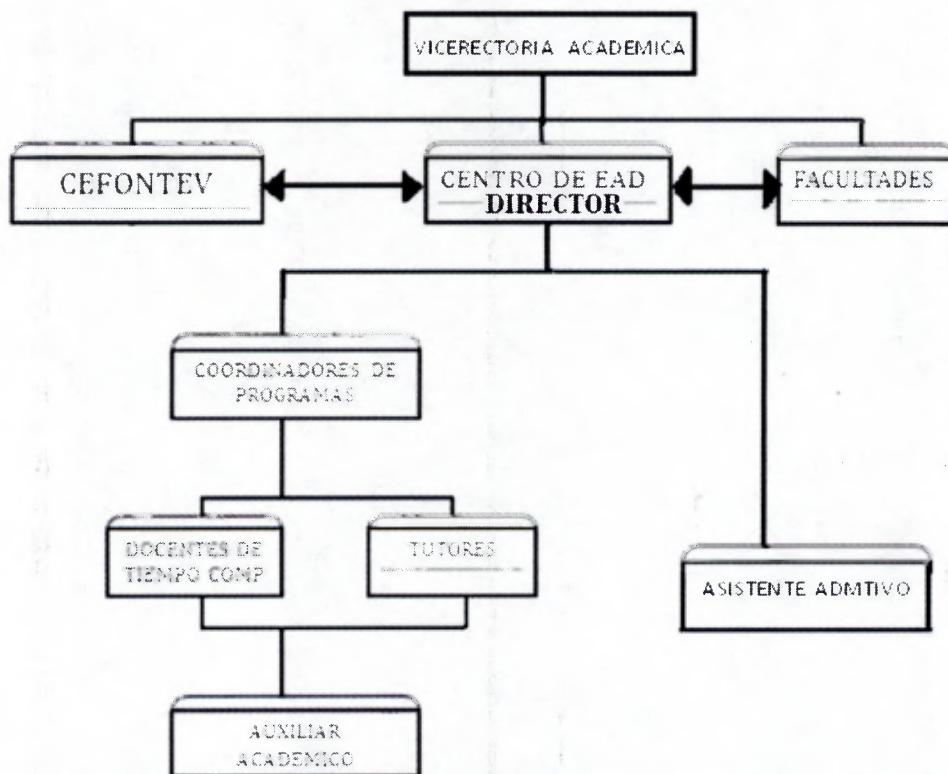 VICERECTORIA ACADEMICA
CEFONTEV
CENTRO DE EAD
DIRECTOR
FACULTADES
COORDINADORES DE
PROGRAMAS
DOCENTES DE
TIEMPO COMP
TUTORES
ASISTENTE ADMTIVO
AUXILIAR
ACADEMICO